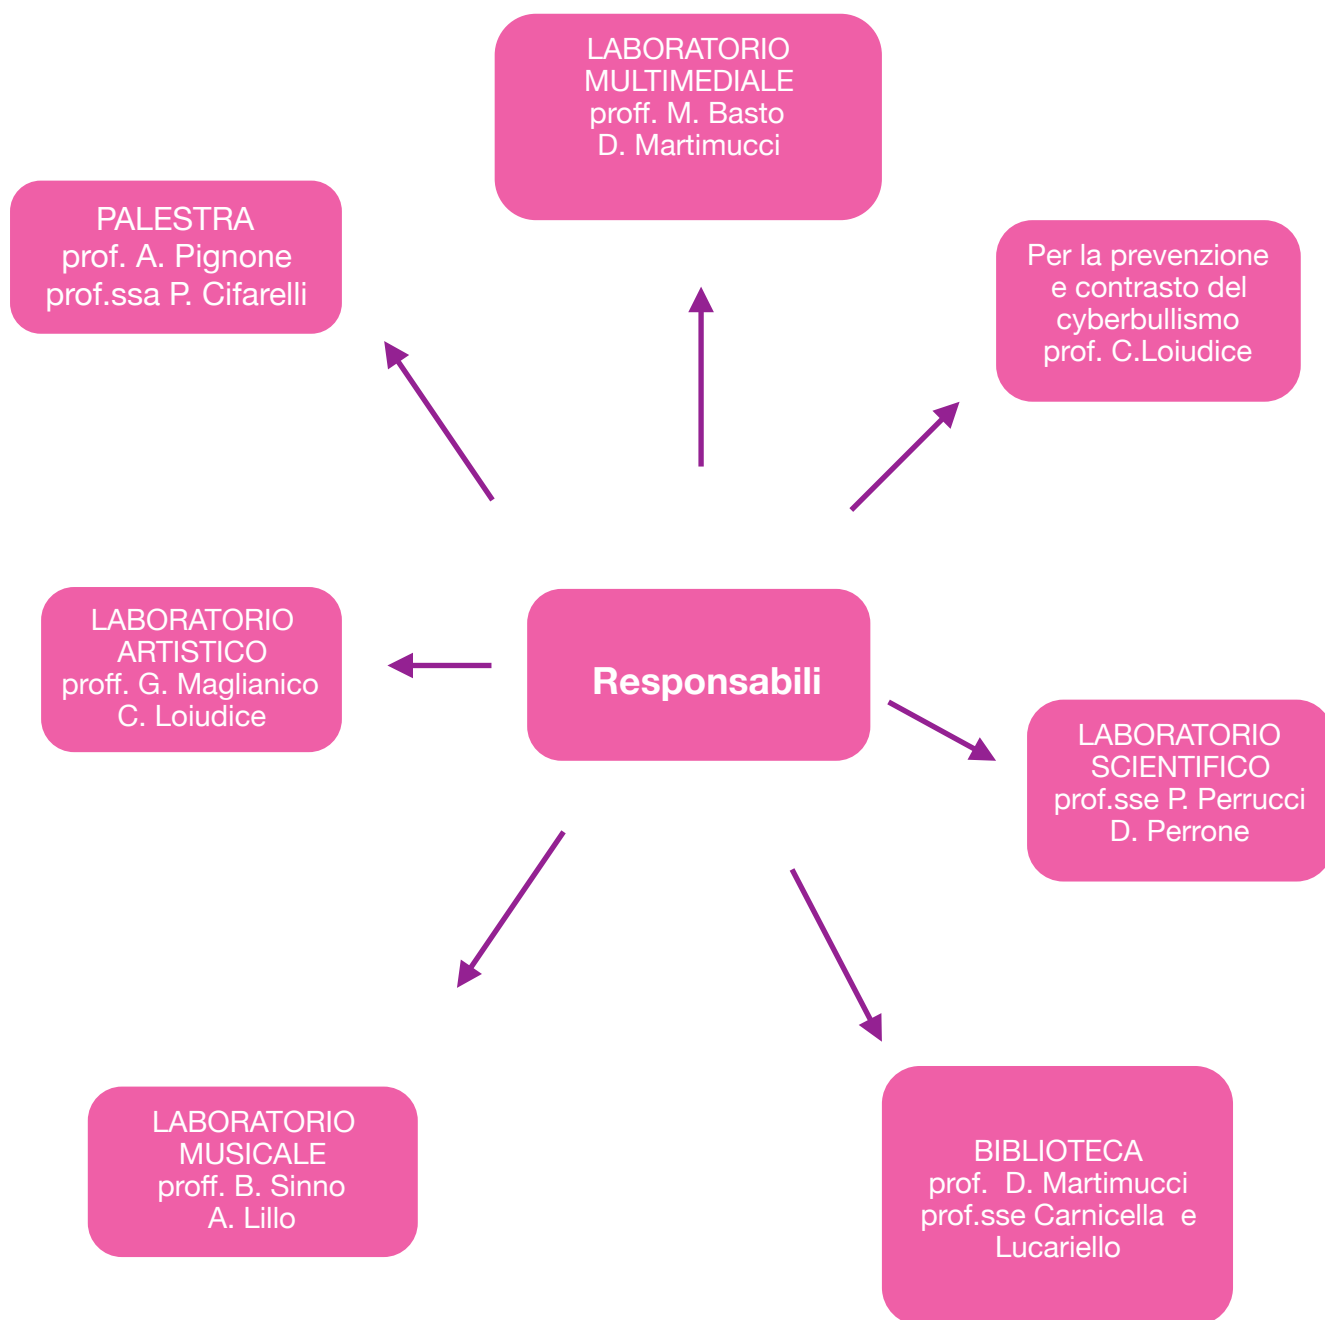 LABORATORIO
MULTIMEDIALE
proff. M. Basto
D. Martimucci
PALESTRA
prof. A. Pignone
prof.ssa P. Cifarelli
Per la prevenzione
e contrasto del
cyberbullismo
prof. C.Loiudice
LABORATORIO
ARTISTICO
proff. G. Maglianico
C. Loiudice
Responsabili
LABORATORIO
SCIENTIFICO
prof.sse P. Perrucci
D. Perrone
LABORATORIO
MUSICALE
proff. B. Sinno
A. Lillo
BIBLIOTECA
prof.  D. Martimucci
prof.sse Carnicella  e
Lucariello